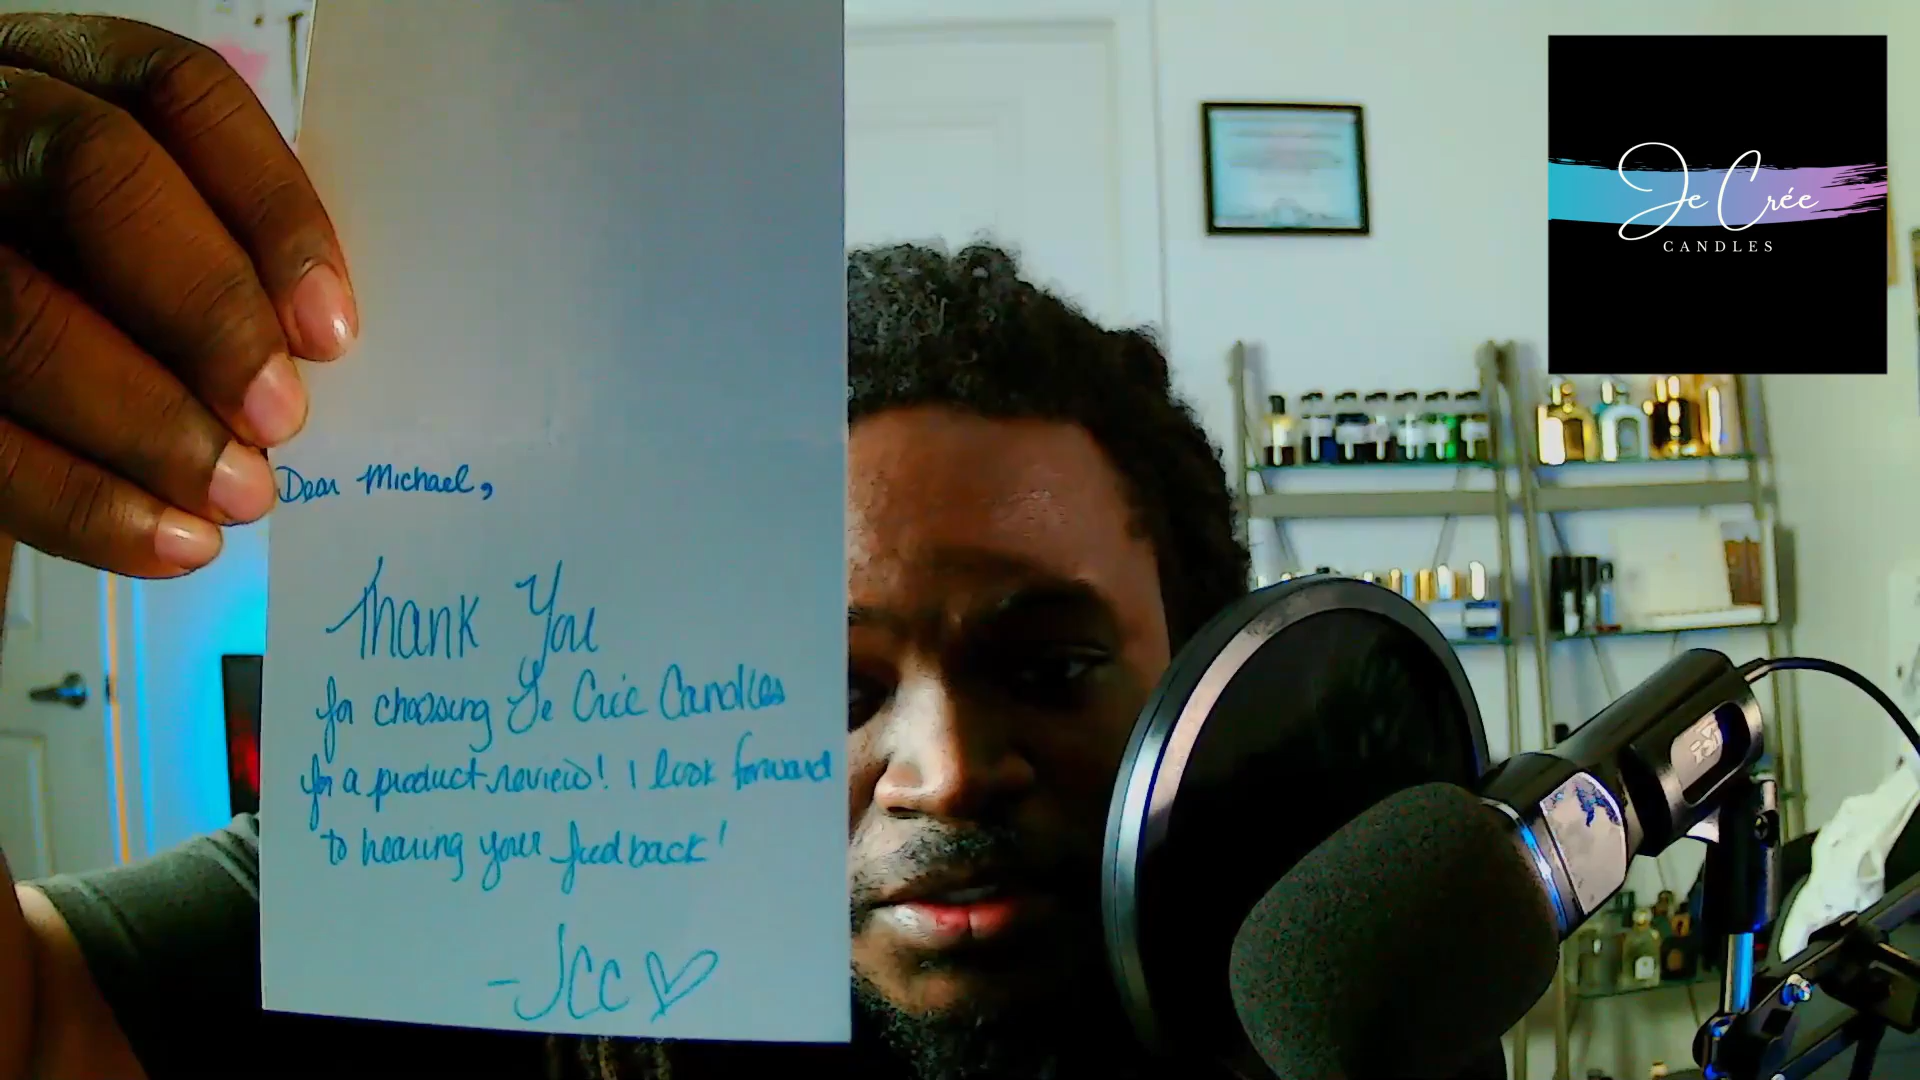 Dear Michael,
Thank You
for choosing Je Crée Candles
for a product review! I look forward
to hearing your feedback!
-JCC
Je Crée
CANDLES